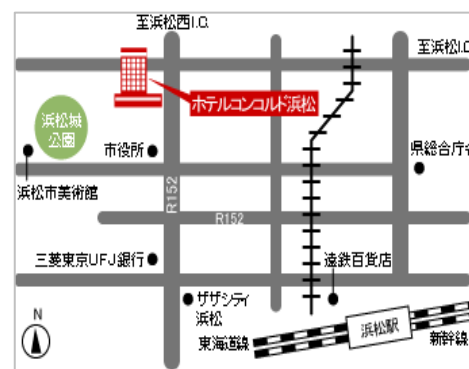 至浜松西I.C.
至浜松I.C
ホテルコンコルド浜松
浜松城
公園
市役所
県総合庁舎
浜松市美術館
R152
R152
三菱東京UFJ銀行
遠鉄百貨店
ザザシティ
浜松
N
浜松駅
東海道線
新幹線